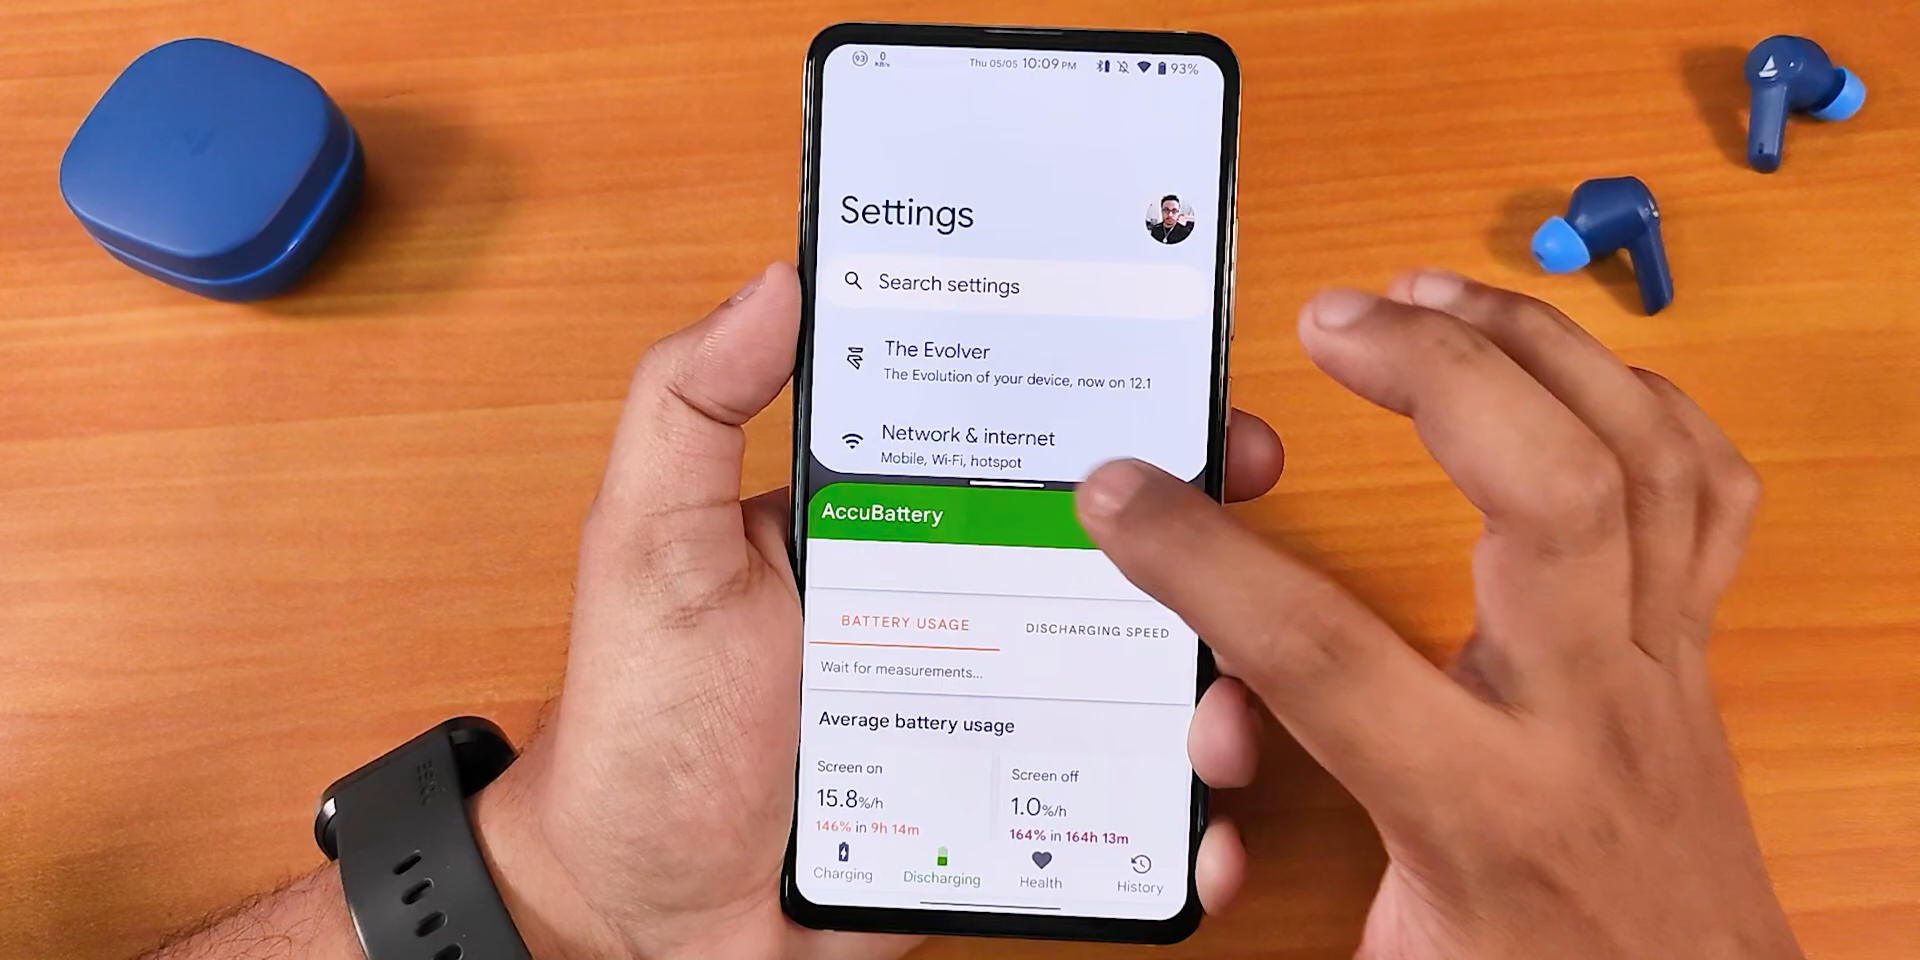 93 0 KB/s Thu 05/05 10:09 PM 93%
Settings
Search settings
The Evolver
The Evolution of your device, now on 12.1
Network & internet
Mobile, Wi-Fi, hotspot
AccuBattery
BATTERY USAGE DISCHARGING SPEED
Wait for measurements...
Average battery usage
Screen on Screen off
15.8%/h 1.0%/h
146% in 9h 14m 164% in 164h 13m
Charging Discharging Health History